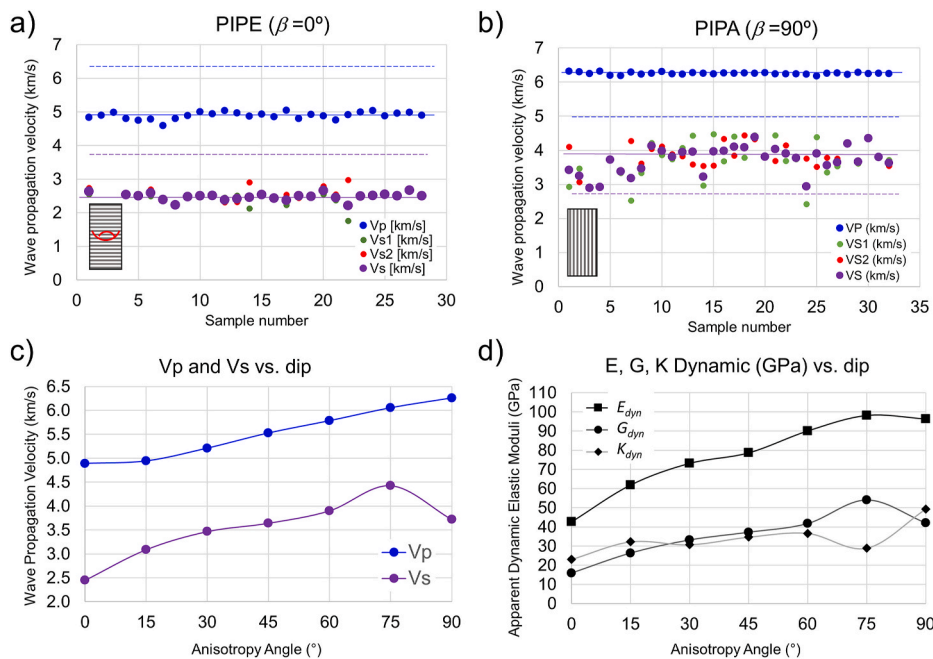 a)
PIPE (β=0º)
Wave propagation velocity (km/s)
7
6
5
4
3
2
1
0
Vp [km/s]
Vs1 [km/s]
Vs2 [km/s]
Vs [km/s]
0 5 10 15 20 25 30
Sample number
b)
PIPA (β=90º)
Wave propagation velocity (km/s)
7
6
5
4
3
2
1
0
VP (km/s)
VS1 (km/s)
VS2 (km/s)
VS (km/s)
0 5 10 15 20 25 30 35
Sample number
c)
Vp and Vs vs. dip
Wave Propagation Velocity (km/s)
6.5
6.0
5.5
5.0
4.5
4.0
3.5
3.0
2.5
2.0
Vp
Vs
0 15 30 45 60 75 90
Anisotropy Angle (°)
d)
E, G, K Dynamic (GPa) vs. dip
Apparent Dynamic Elastic Moduli (GPa)
110
100
90
80
70
60
50
40
30
20
10
0
Edyn
Gdyn
Kdyn
0 15 30 45 60 75 90
Anisotropy Angle (°)